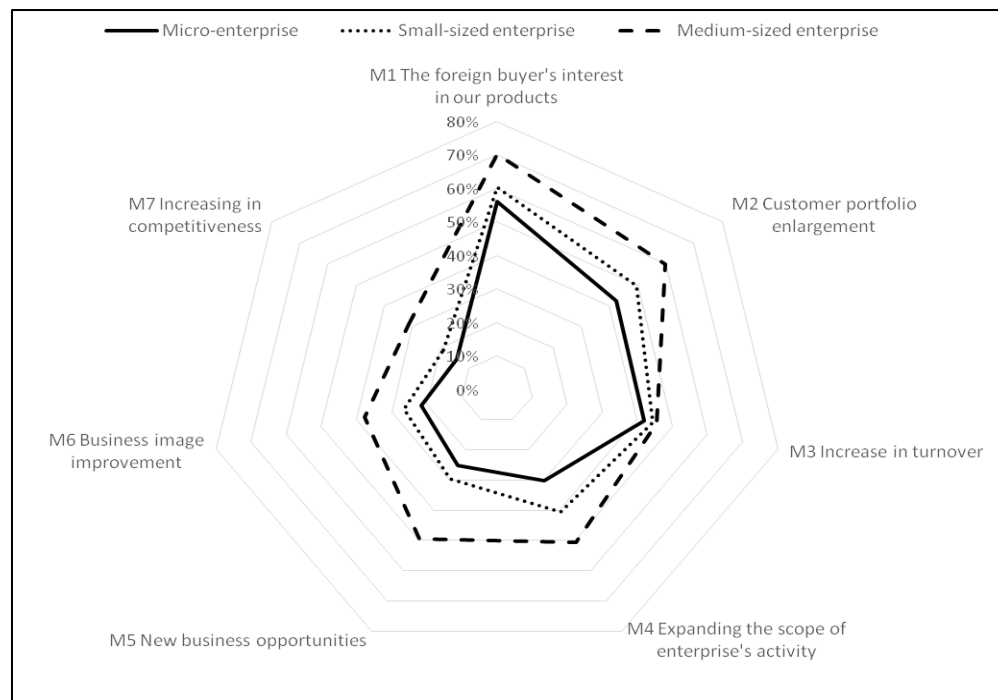 Micro-enterprise
Small-sized enterprise
Medium-sized enterprise
M1 The foreign buyer's interest
in our products
80%
70%
60%
50%
40%
30%
20%
10%
0%
M2 Customer portfolio
enlargement
M3 Increase in turnover
M4 Expanding the scope of
enterprise's activity
M5 New business opportunities
M6 Business image
improvement
M7 Increasing in
competitiveness